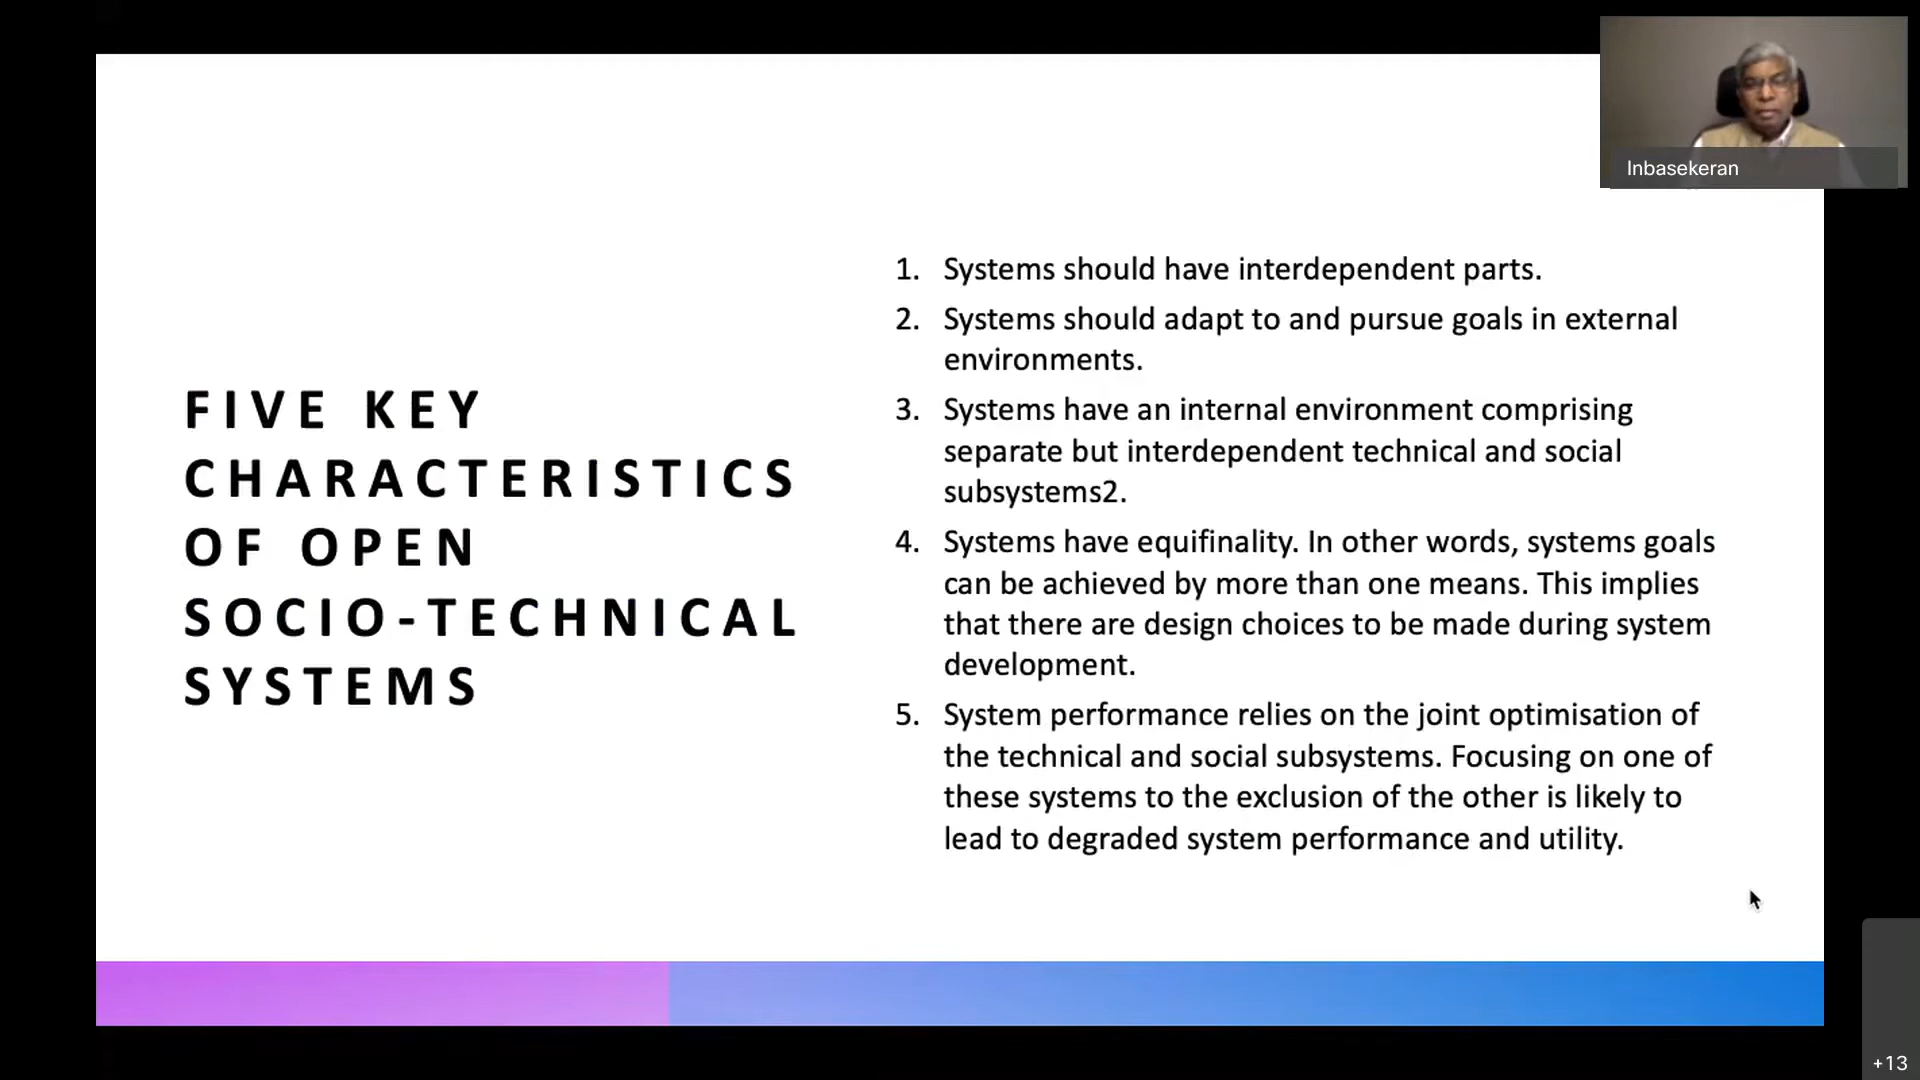 Inbasekeran
FIVE KEY
CHARACTERISTICS
OF OPEN
SOCIO-TECHNICAL
SYSTEMS
1. Systems should have interdependent parts.
2. Systems should adapt to and pursue goals in external
environments.
3. Systems have an internal environment comprising
separate but interdependent technical and social
subsystems2.
4. Systems have equifinality. In other words, systems goals
can be achieved by more than one means. This implies
that there are design choices to be made during system
development.
5. System performance relies on the joint optimisation of
the technical and social subsystems. Focusing on one of
these systems to the exclusion of the other is likely to
lead to degraded system performance and utility.
+13